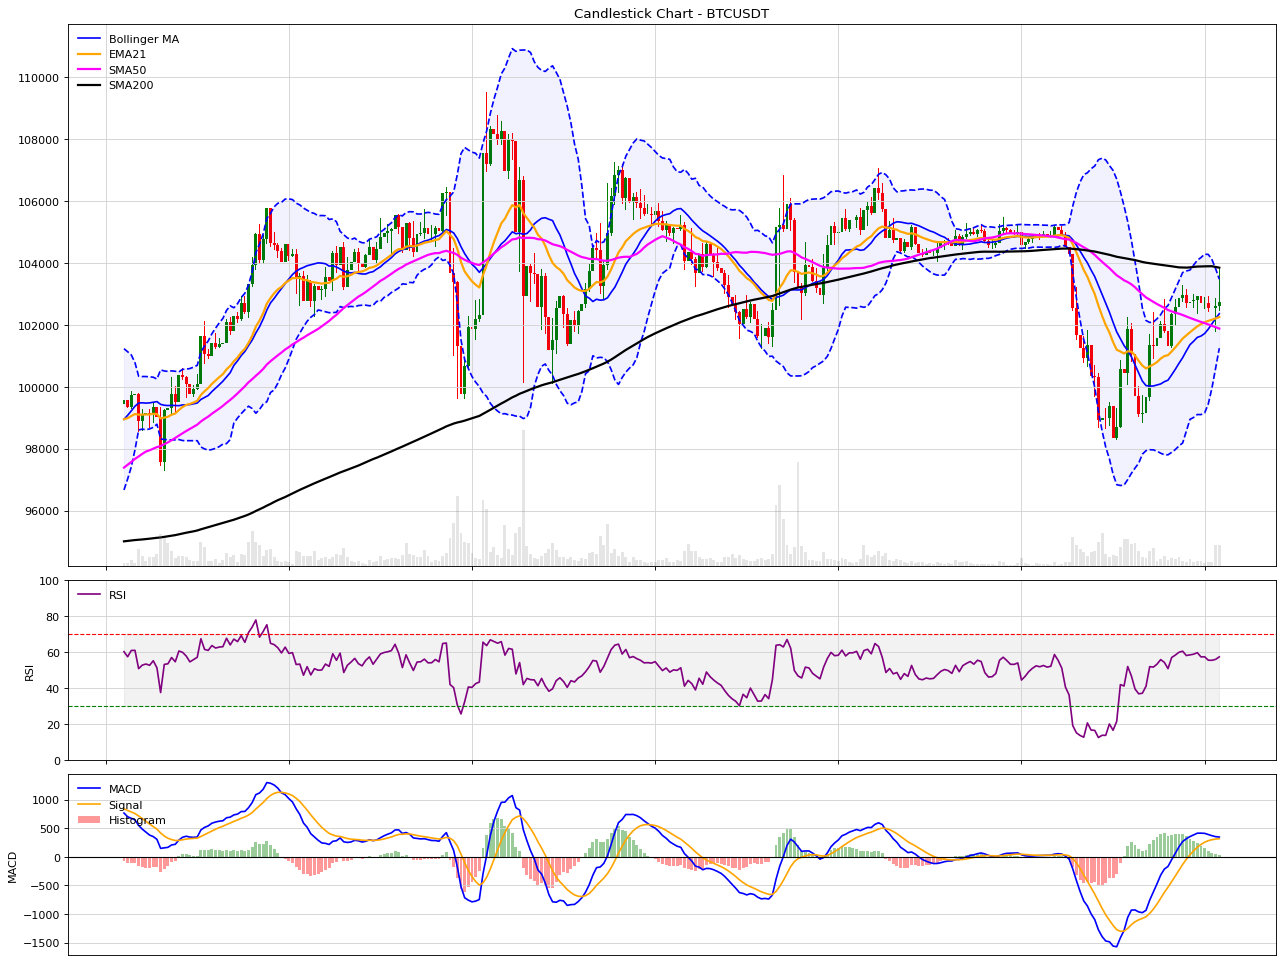 Candlestick Chart - BTCUSDT
Bollinger MA
EMA21
SMA50
SMA200
110000
108000
106000
104000
102000
100000
98000
96000
RSI
100
80
60
40
20
0
RSI
MACD
Signal
Histogram
1000
500
0
−500
−1000
−1500
MACD